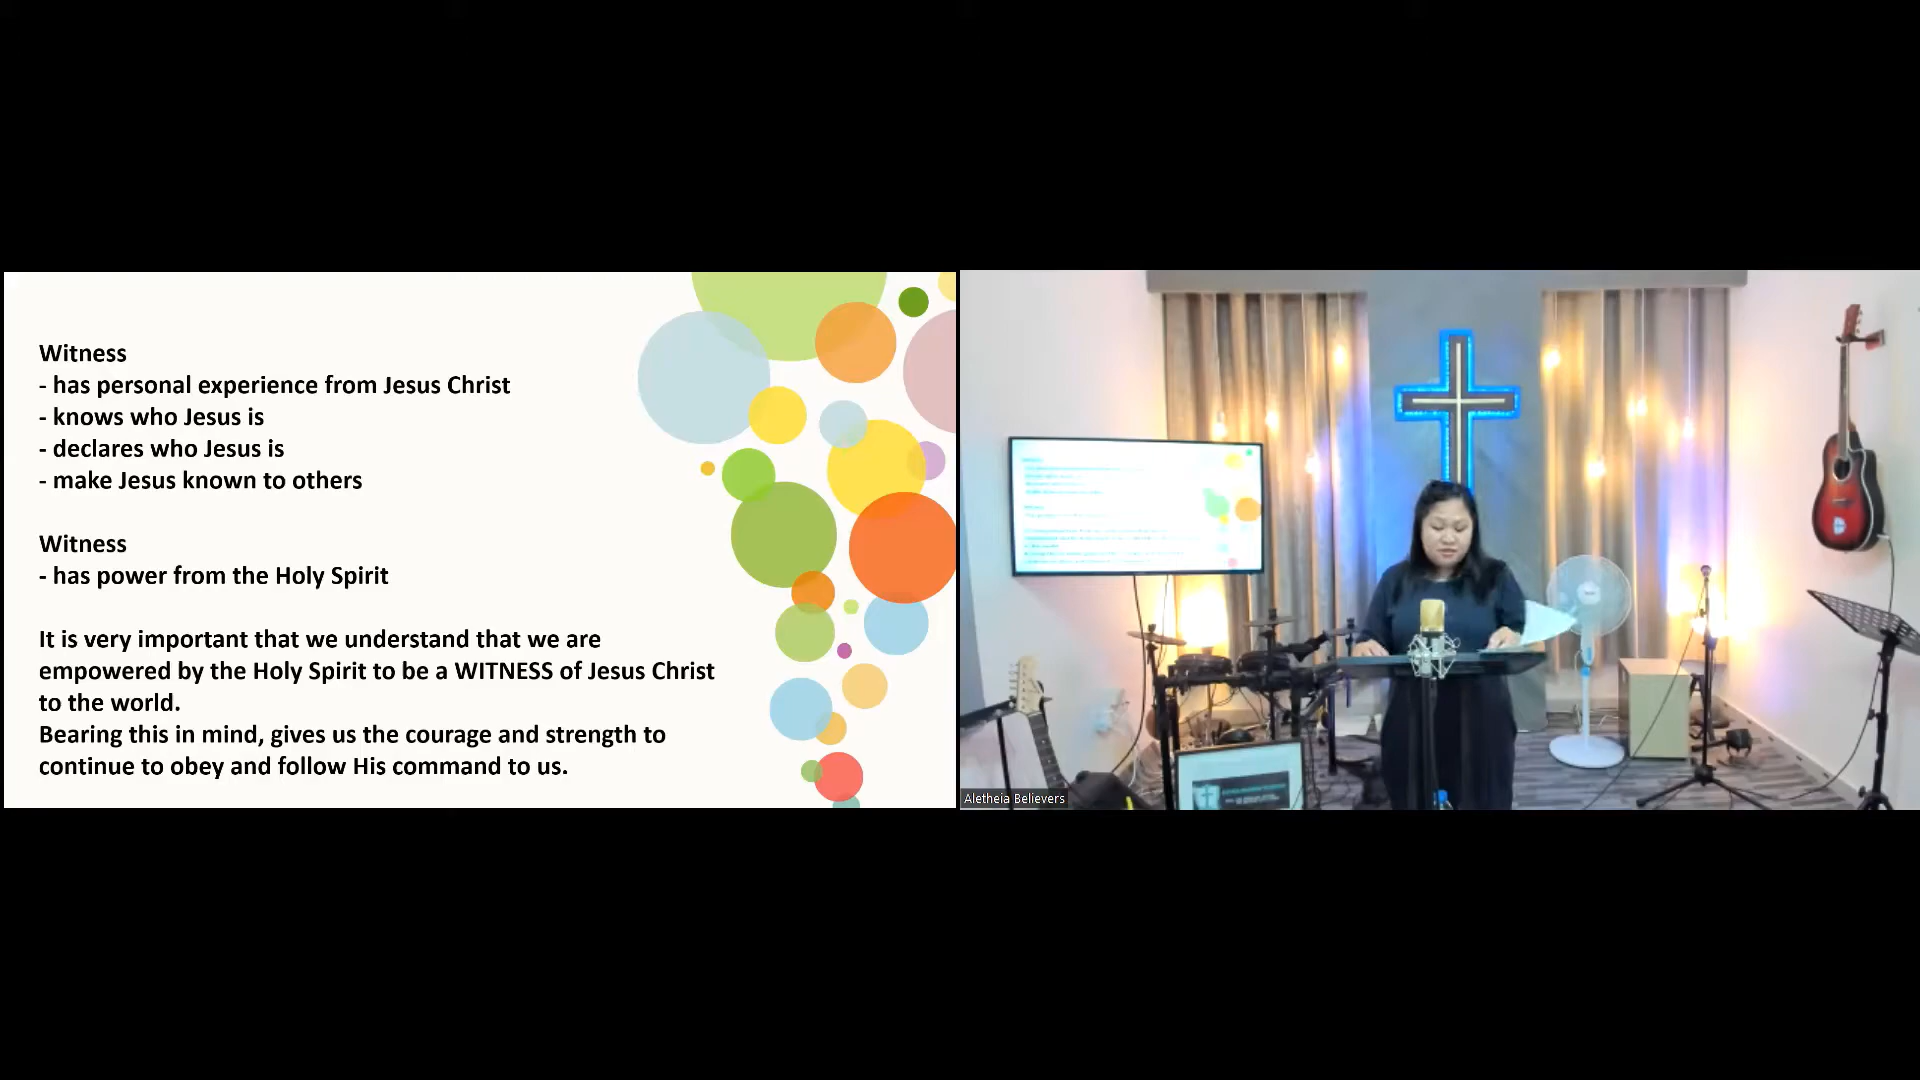 Witness
- has personal experience from Jesus Christ
- knows who Jesus is
- declares who Jesus is
- make Jesus known to others
Witness
- has power from the Holy Spirit
It is very important that we understand that we are
empowered by the Holy Spirit to be a WITNESS of Jesus Christ
to the world.
Bearing this in mind, gives us the courage and strength to
continue to obey and follow His command to us.
Aletheia Believers